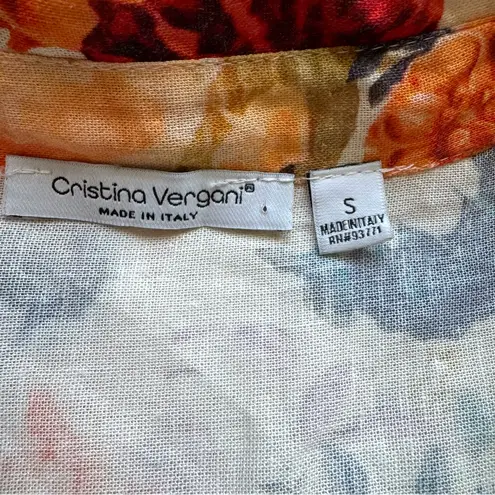 Cristina Vergani®
MADE IN ITALY
S
MADE IN ITALY
RN#93771